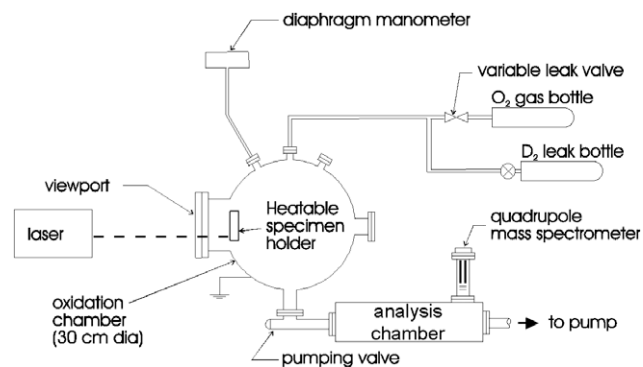 diaphragm manometer
variable leak valve
O₂ gas bottle
D₂ leak bottle
viewport
laser
Heatable
specimen
holder
quadrupole
mass spectrometer
oxidation
chamber
(30 cm dia)
analysis
chamber
to pump
pumping valve